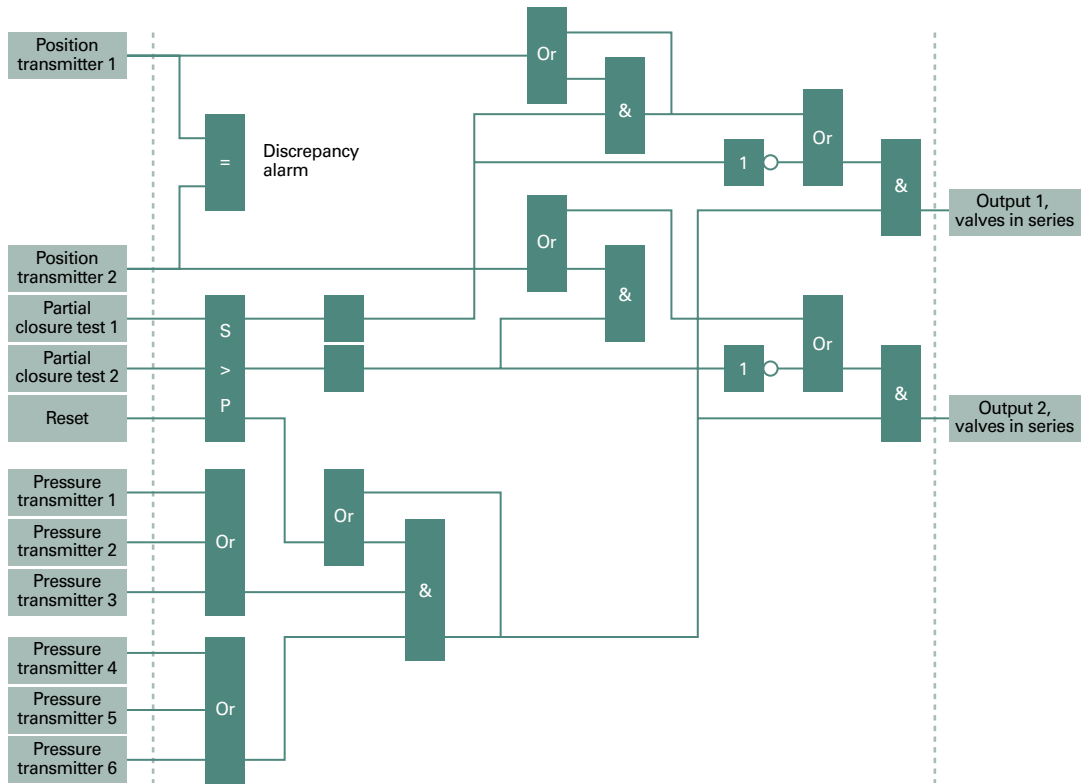 Position
transmitter 1
Or
&
Or
=
Discrepancy
alarm
1
&
Output 1,
valves in series
Position
transmitter 2
Or
&
Partial
closure test 1
S
Or
Partial
closure test 2
>
1
&
Reset
P
Output 2,
valves in series
Pressure
transmitter 1
Or
Pressure
transmitter 2
Or
Pressure
transmitter 3
&
Pressure
transmitter 4
Pressure
transmitter 5
Or
Pressure
transmitter 6